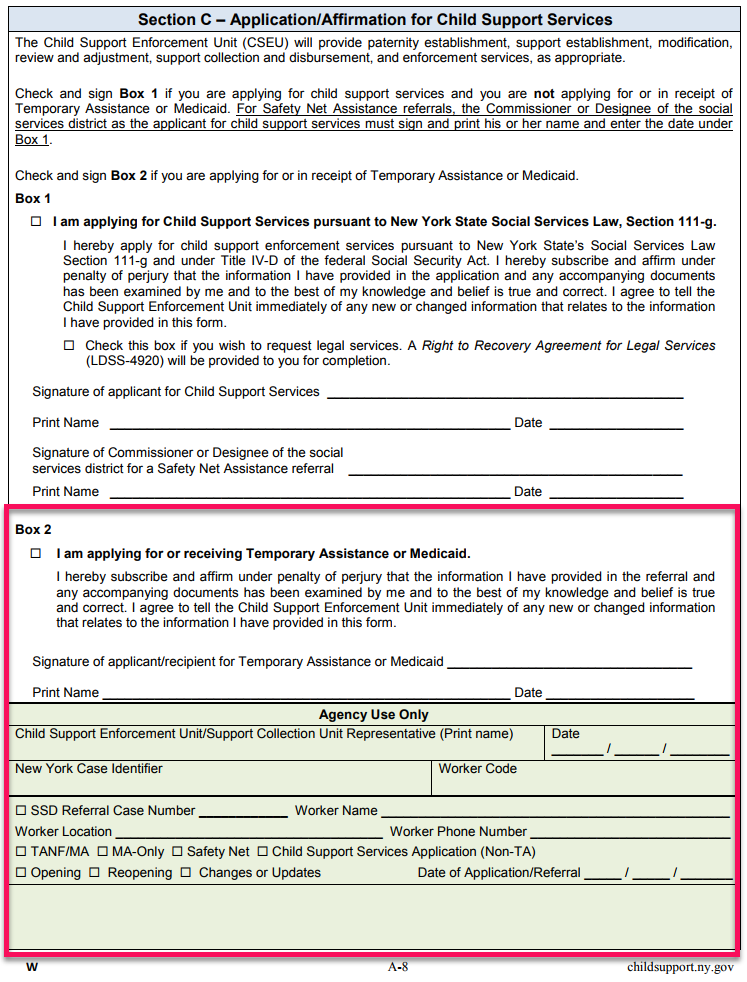 Section C – Application/Affirmation for Child Support Services
The Child Support Enforcement Unit (CSEU) will provide paternity establishment, support establishment, modification,
review and adjustment, support collection and disbursement, and enforcement services, as appropriate.
Check and sign Box 1 if you are applying for child support services and you are not applying for or in receipt of
Temporary Assistance or Medicaid. For Safety Net Assistance referrals, the Commissioner or Designee of the social
services district as the applicant for child support services must sign and print his or her name and enter the date under
Box 1.
Check and sign Box 2 if you are applying for or in receipt of Temporary Assistance or Medicaid.
Box 1
☐ I am applying for Child Support Services pursuant to New York State Social Services Law, Section 111-g.
I hereby apply for child support enforcement services pursuant to New York State's Social Services Law
Section 111-g and under Title IV-D of the federal Social Security Act. I hereby subscribe and affirm under
penalty of perjury that the information I have provided in the application and any accompanying documents
has been examined by me and to the best of my knowledge and belief is true and correct. I agree to tell the
Child Support Enforcement Unit immediately of any new or changed information that relates to the information
I have provided in this form.
☐ Check this box if you wish to request legal services. A Right to Recovery Agreement for Legal Services
(LDSS-4920) will be provided to you for completion.
Signature of applicant for Child Support Services ____________________
Print Name ____________________ Date __________
Signature of Commissioner or Designee of the social
services district for a Safety Net Assistance referral ____________________
Print Name ____________________ Date __________
Box 2
☐ I am applying for or receiving Temporary Assistance or Medicaid.
I hereby subscribe and affirm under penalty of perjury that the information I have provided in the referral and
any accompanying documents has been examined by me and to the best of my knowledge and belief is true
and correct. I agree to tell the Child Support Enforcement Unit immediately of any new or changed information
that relates to the information I have provided in this form.
Signature of applicant/recipient for Temporary Assistance or Medicaid ____________________
Print Name ____________________ Date __________
Agency Use Only
Child Support Enforcement Unit/Support Collection Unit Representative (Print name) Date
_______ / ______ / ________
New York Case Identifier Worker Code
☐ SSD Referral Case Number ____________ Worker Name ____________________
Worker Location ____________________ Worker Phone Number ____________________
☐ TANF/MA ☐ MA-Only ☐ Safety Net ☐ Child Support Services Application (Non-TA)
☐ Opening ☐ Reopening ☐ Changes or Updates Date of Application/Referral _____ / _____ / _______
W A-8 childsupport.ny.gov